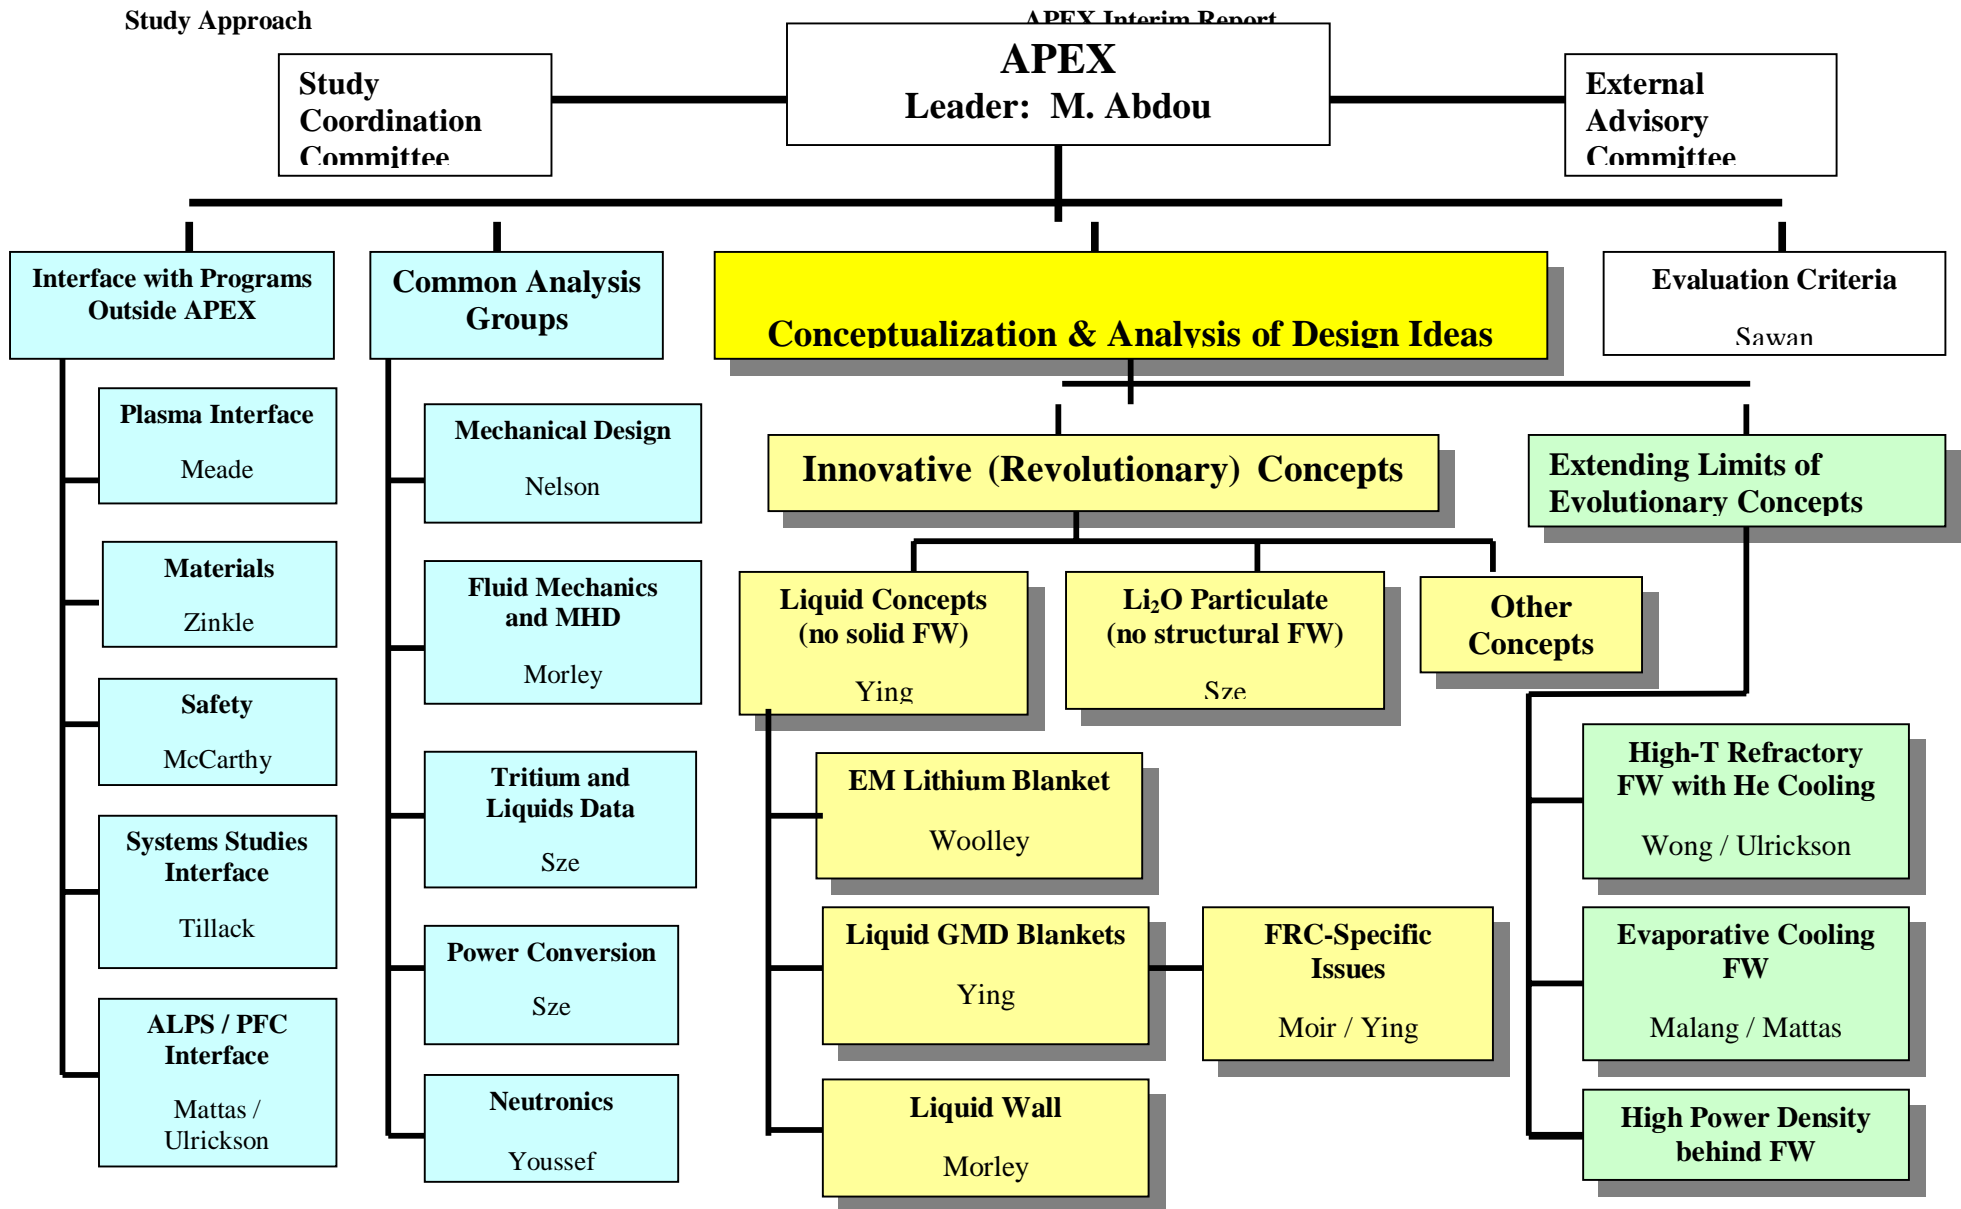 Study Approach
APEX Interim Report
APEX
Leader: M. Abdou
Study
Coordination
Committee
External
Advisory
Committee
Interface with Programs
Outside APEX
Common Analysis
Groups
Conceptualization & Analysis of Design Ideas
Evaluation Criteria
Sawan
Plasma Interface
Meade
Materials
Zinkle
Safety
McCarthy
Systems Studies
Interface
Tillack
ALPS / PFC
Interface
Mattas /
Ulrickson
Mechanical Design
Nelson
Fluid Mechanics
and MHD
Morley
Tritium and
Liquids Data
Sze
Power Conversion
Sze
Neutronics
Youssef
Innovative (Revolutionary) Concepts
Extending Limits of
Evolutionary Concepts
Liquid Concepts
(no solid FW)
Ying
Li₂O Particulate
(no structural FW)
Sze
Other
Concepts
EM Lithium Blanket
Woolley
Liquid GMD Blankets
Ying
FRC-Specific
Issues
Moir / Ying
Liquid Wall
Morley
High-T Refractory
FW with He Cooling
Wong / Ulrickson
Evaporative Cooling
FW
Malang / Mattas
High Power Density
behind FW